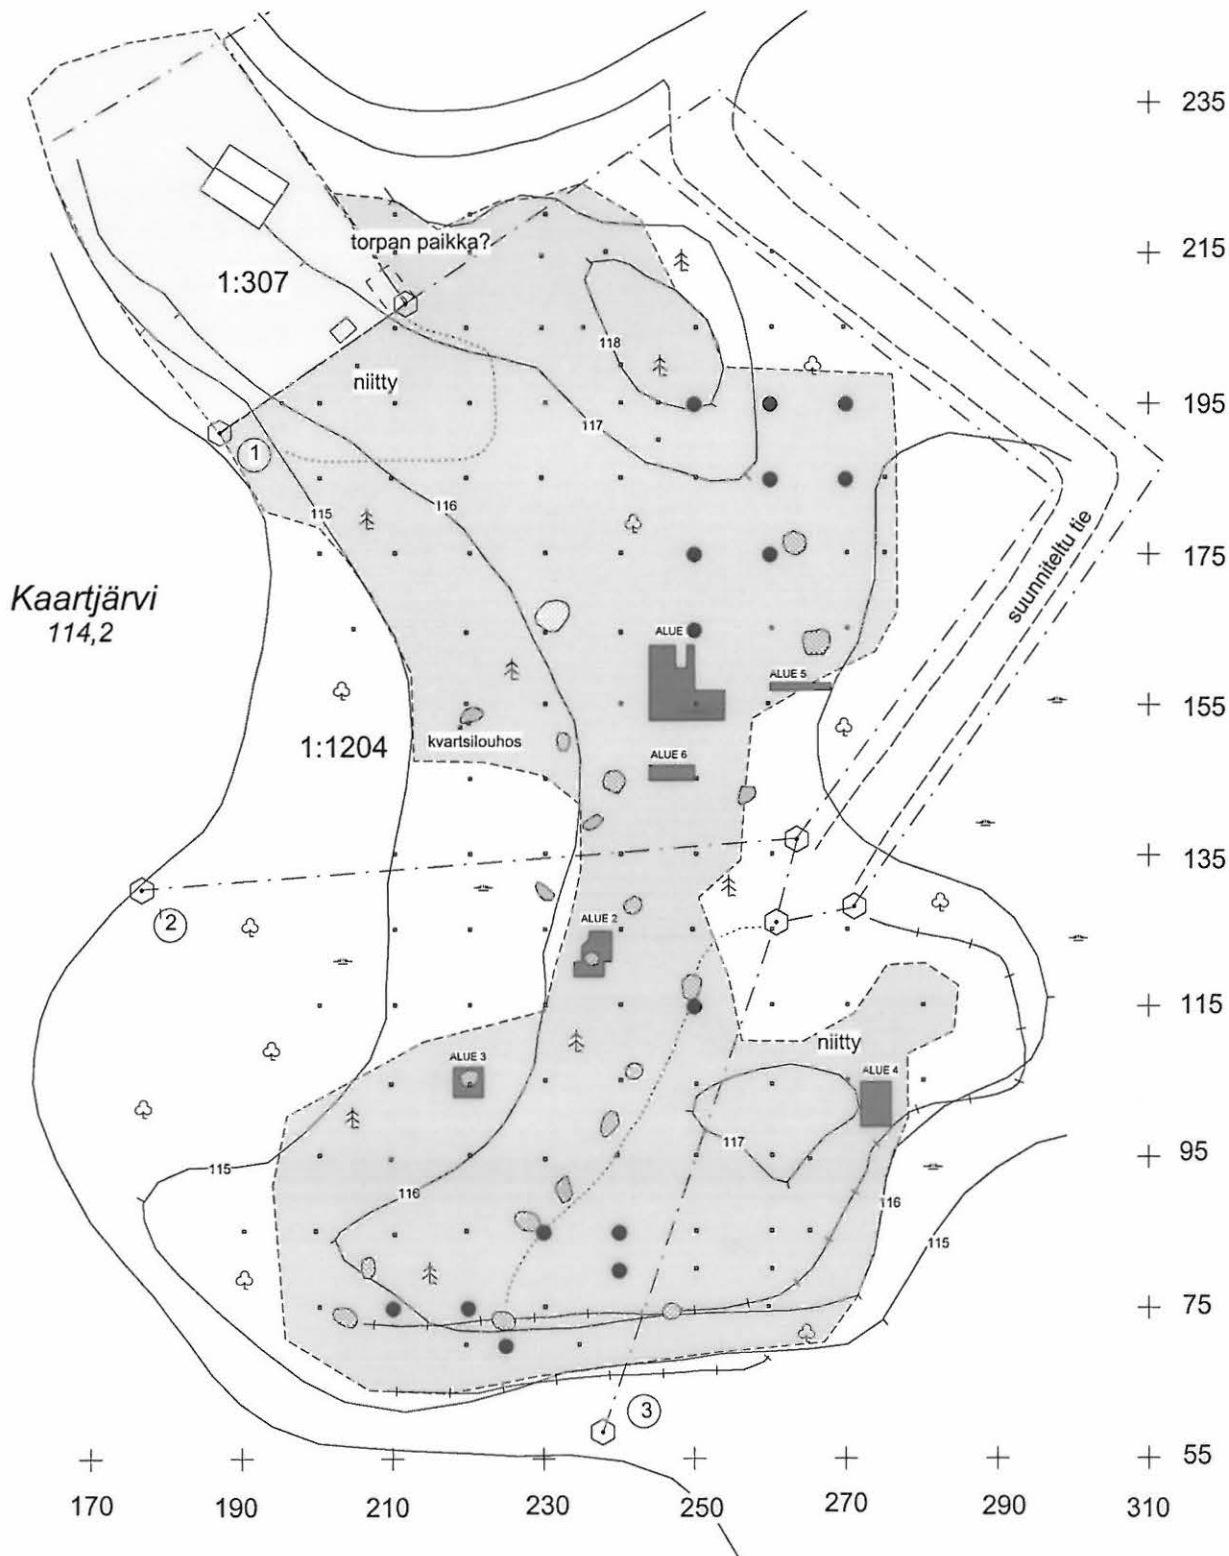 235
torpan paikka?
215
1:307
118
niitty
195
117
1
116
115
175
suunniteltu tie
Kaartjärvi
114,2
ALUE
ALUE 5
155
kvartsilouhos
1:1204
ALUE 6
135
2
ALUE 2
115
niitty
ALUE 3
ALUE 4
117
95
115
116
116
115
75
3
55
170
190
210
230
250
270
290
310